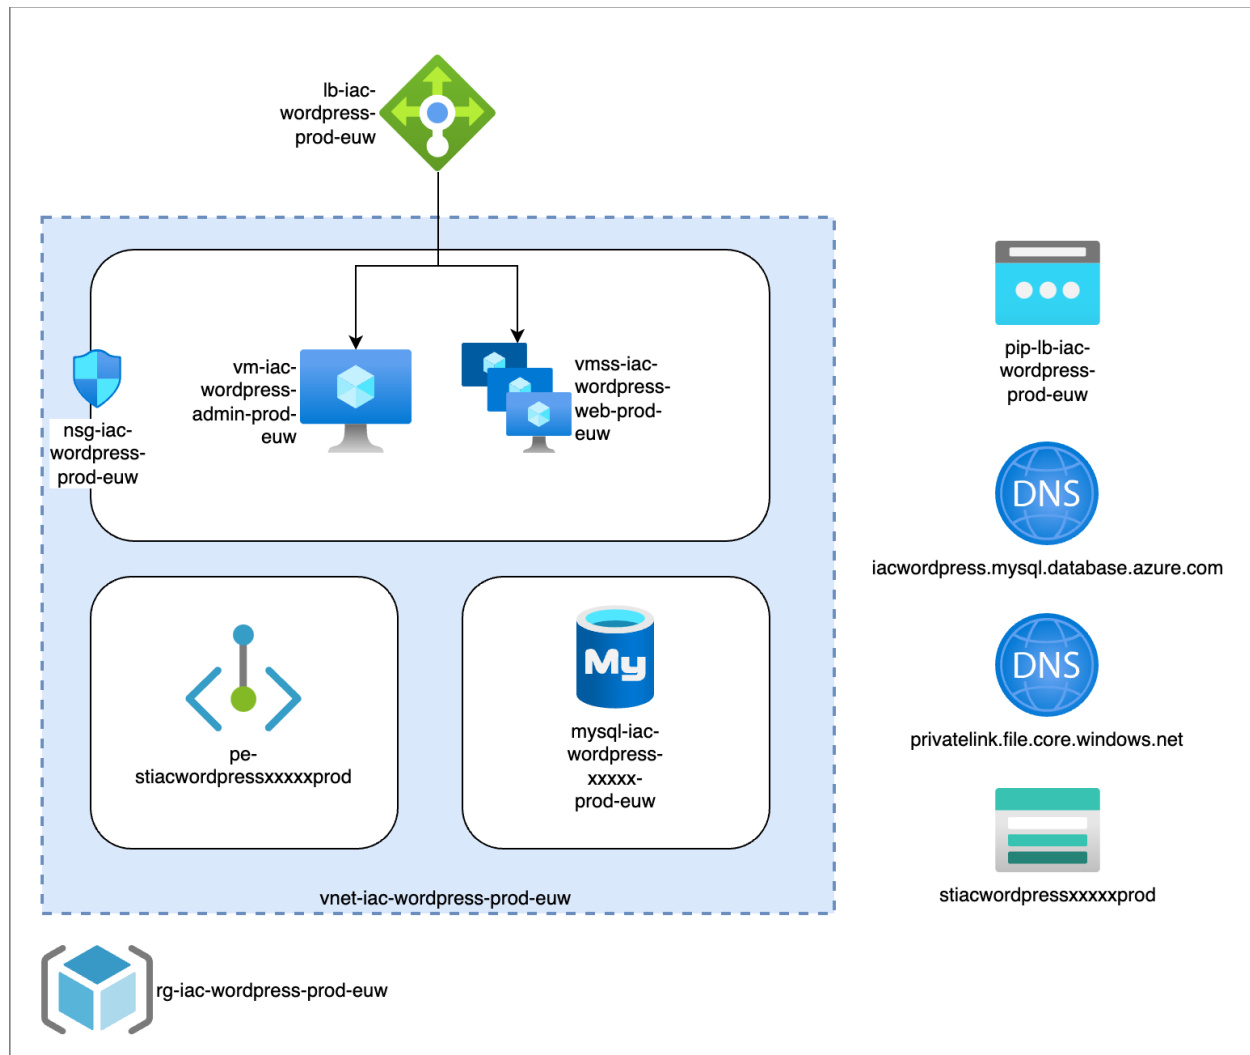 lb-iac-
wordpress-
prod-euw
vm-iac-
wordpress-
admin-prod-
euw
vmss-iac-
wordpress-
web-prod-
euw
nsg-iac-
wordpress-
prod-euw
pe-
stiacwordpressxxxxxprod
My
mysql-iac-
wordpress-
xxxxx-
prod-euw
vnet-iac-wordpress-prod-euw
rg-iac-wordpress-prod-euw
pip-lb-iac-
wordpress-
prod-euw
DNS
iacwordpress.mysql.database.azure.com
DNS
privatelink.file.core.windows.net
stiacwordpressxxxxxprod